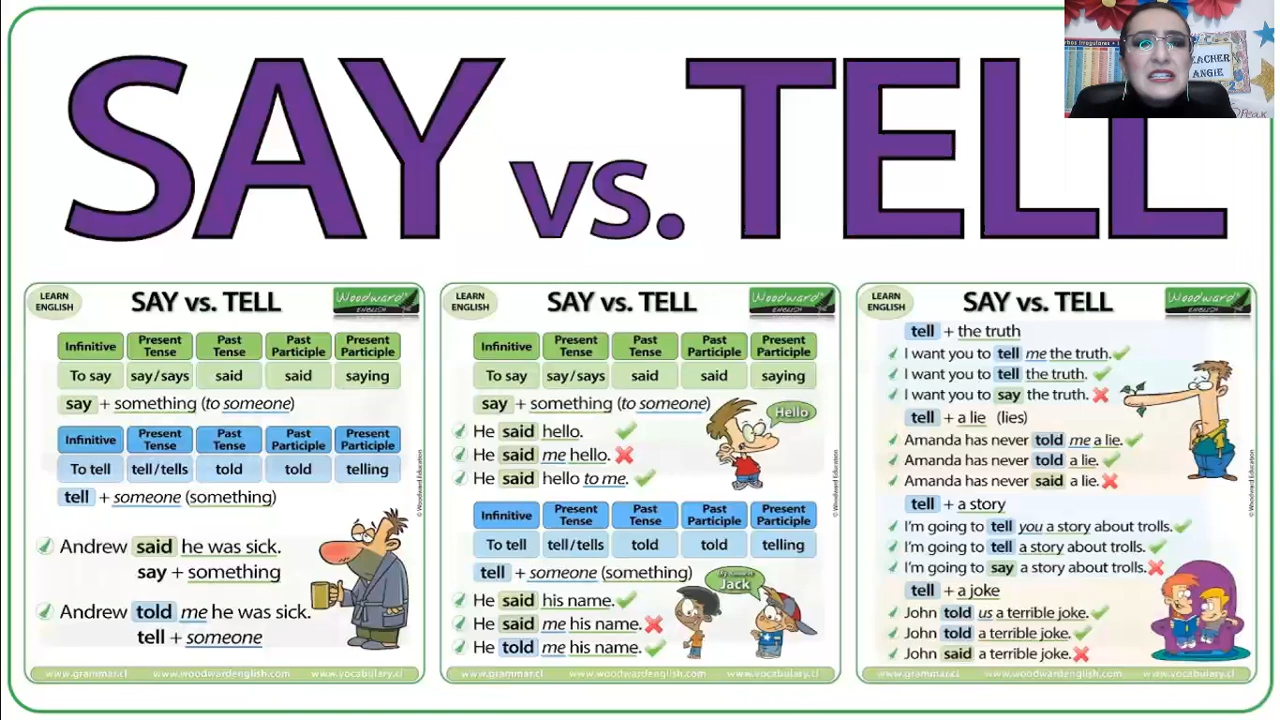 SAY vs. TELL
TEACHER
ANGIE
LEARN
ENGLISH
SAY vs. TELL
Woodward
ENGLISH
Infinitive Present Tense Past Tense Past Participle Present Participle
To say say/says said said saying
say + something (to someone)
Infinitive Present Tense Past Tense Past Participle Present Participle
To tell tell/tells told told telling
tell + someone (something)
Andrew said he was sick.
say + something
Andrew told me he was sick.
tell + someone
© Woodward Education
www.grammar.cl www.woodwardenglish.com www.vocabulary.cl
LEARN
ENGLISH
SAY vs. TELL
Woodward
ENGLISH
Infinitive Present Tense Past Tense Past Participle Present Participle
To say say/says said said saying
say + something (to someone)
Hello
He said hello.
He said me hello.
He said hello to me.
Infinitive Present Tense Past Tense Past Participle Present Participle
To tell tell/tells told told telling
tell + someone (something)
My name is
Jack
He said his name.
He said me his name.
He told me his name.
© Woodward Education
www.grammar.cl www.woodwardenglish.com www.vocabulary.cl
LEARN
ENGLISH
SAY vs. TELL
Woodward
ENGLISH
tell + the truth
I want you to tell me the truth.
I want you to tell the truth.
I want you to say the truth.
tell + a lie (lies)
Amanda has never told me a lie.
Amanda has never told a lie.
Amanda has never said a lie.
tell + a story
I'm going to tell you a story about trolls.
I'm going to tell a story about trolls.
I'm going to say a story about trolls.
tell + a joke
John told us a terrible joke.
John told a terrible joke.
John said a terrible joke.
© Woodward Education
www.grammar.cl www.woodwardenglish.com www.vocabulary.cl